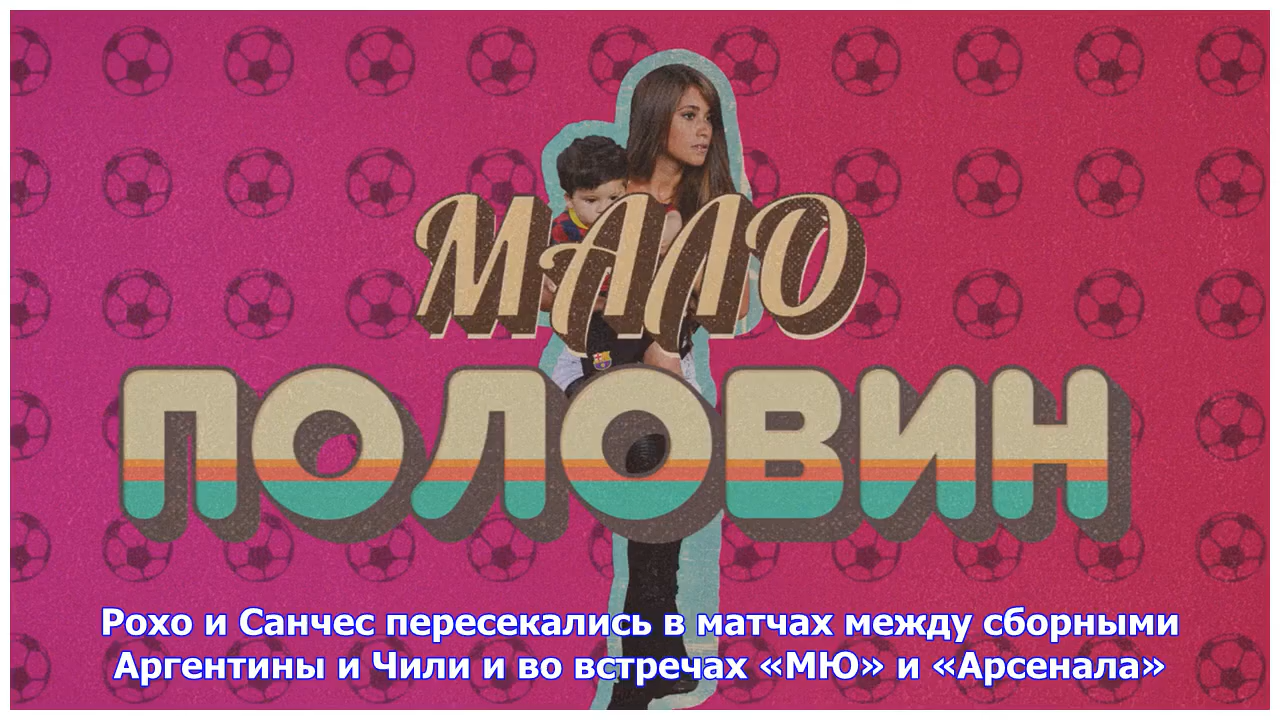 МАЛО
ПОЛОВИН
Рохо и Санчес пересекались в матчах между сборными
Аргентины и Чили и во встречах «МЮ» и «Арсенала»